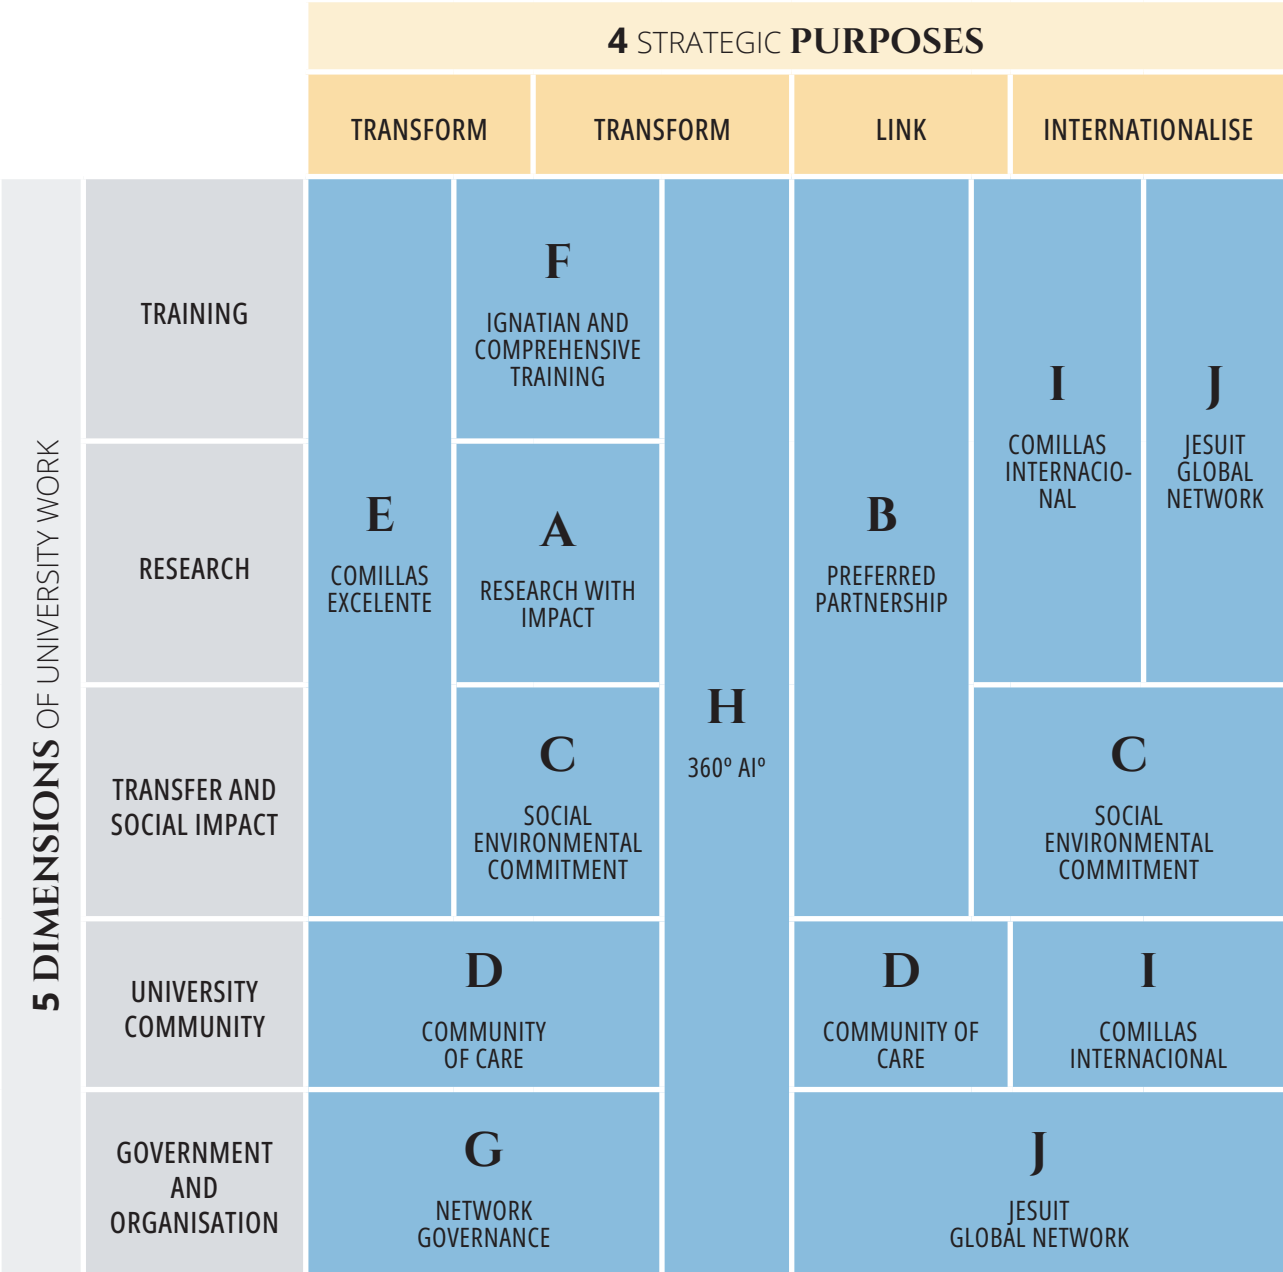 4 STRATEGIC PURPOSES
TRANSFORM
TRANSFORM
LINK
INTERNATIONALISE
5 DIMENSIONS OF UNIVERSITY WORK
TRAINING
RESEARCH
TRANSFER AND
SOCIAL IMPACT
UNIVERSITY
COMMUNITY
GOVERNMENT
AND
ORGANISATION
E
COMILLAS
EXCELENTE
F
IGNATIAN AND
COMPREHENSIVE
TRAINING
A
RESEARCH WITH
IMPACT
C
SOCIAL
ENVIRONMENTAL
COMMITMENT
H
360º AIº
B
PREFERRED
PARTNERSHIP
I
COMILLAS
INTERNACIO-
NAL
J
JESUIT
GLOBAL
NETWORK
C
SOCIAL
ENVIRONMENTAL
COMMITMENT
D
COMMUNITY
OF CARE
D
COMMUNITY OF
CARE
I
COMILLAS
INTERNACIONAL
G
NETWORK
GOVERNANCE
J
JESUIT
GLOBAL NETWORK